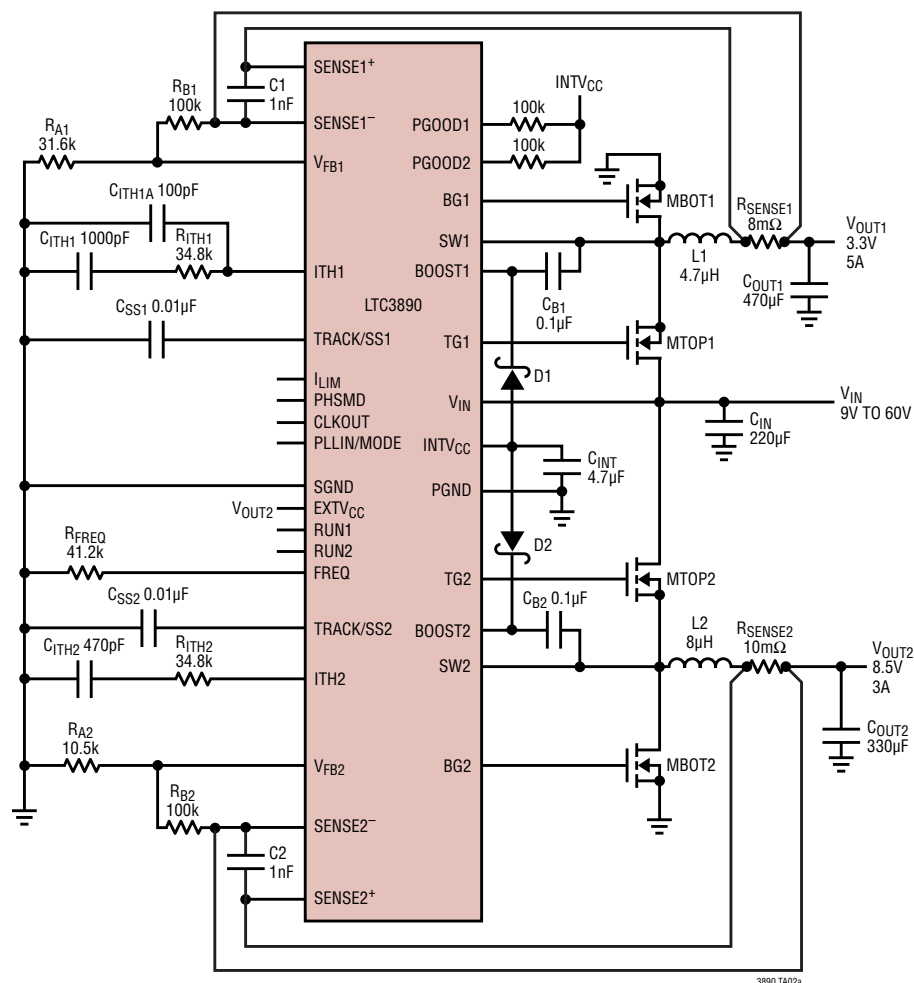 SENSE1+
SENSE1–
VFB1
ITH1
LTC3890
TRACK/SS1
ILIM
PHSMD
CLKOUT
PLLIN/MODE
SGND
EXTVCC
RUN1
RUN2
FREQ
TRACK/SS2
ITH2
VFB2
SENSE2–
SENSE2+
PGOOD1
PGOOD2
BG1
SW1
BOOST1
TG1
VIN
INTVCC
PGND
TG2
BOOST2
SW2
BG2
C1
1nF
RB1
100k
RA1
31.6k
CITH1A 100pF
CITH1 1000pF
RITH1
34.8k
CSS1 0.01µF
VOUT2
RFREQ
41.2k
CSS2 0.01µF
CITH2 470pF
RITH2
34.8k
RA2
10.5k
RB2
100k
C2
1nF
INTVCC
100k
100k
MBOT1
RSENSE1
8mΩ
VOUT1
3.3V
5A
L1
4.7µH
COUT1
470µF
CB1
0.1µF
MTOP1
D1
VIN
9V TO 60V
CIN
220µF
CINT
4.7µF
D2
MTOP2
CB2 0.1µF
L2
8µH
RSENSE2
10mΩ
VOUT2
8.5V
3A
COUT2
330µF
MBOT2
3890 TA02a